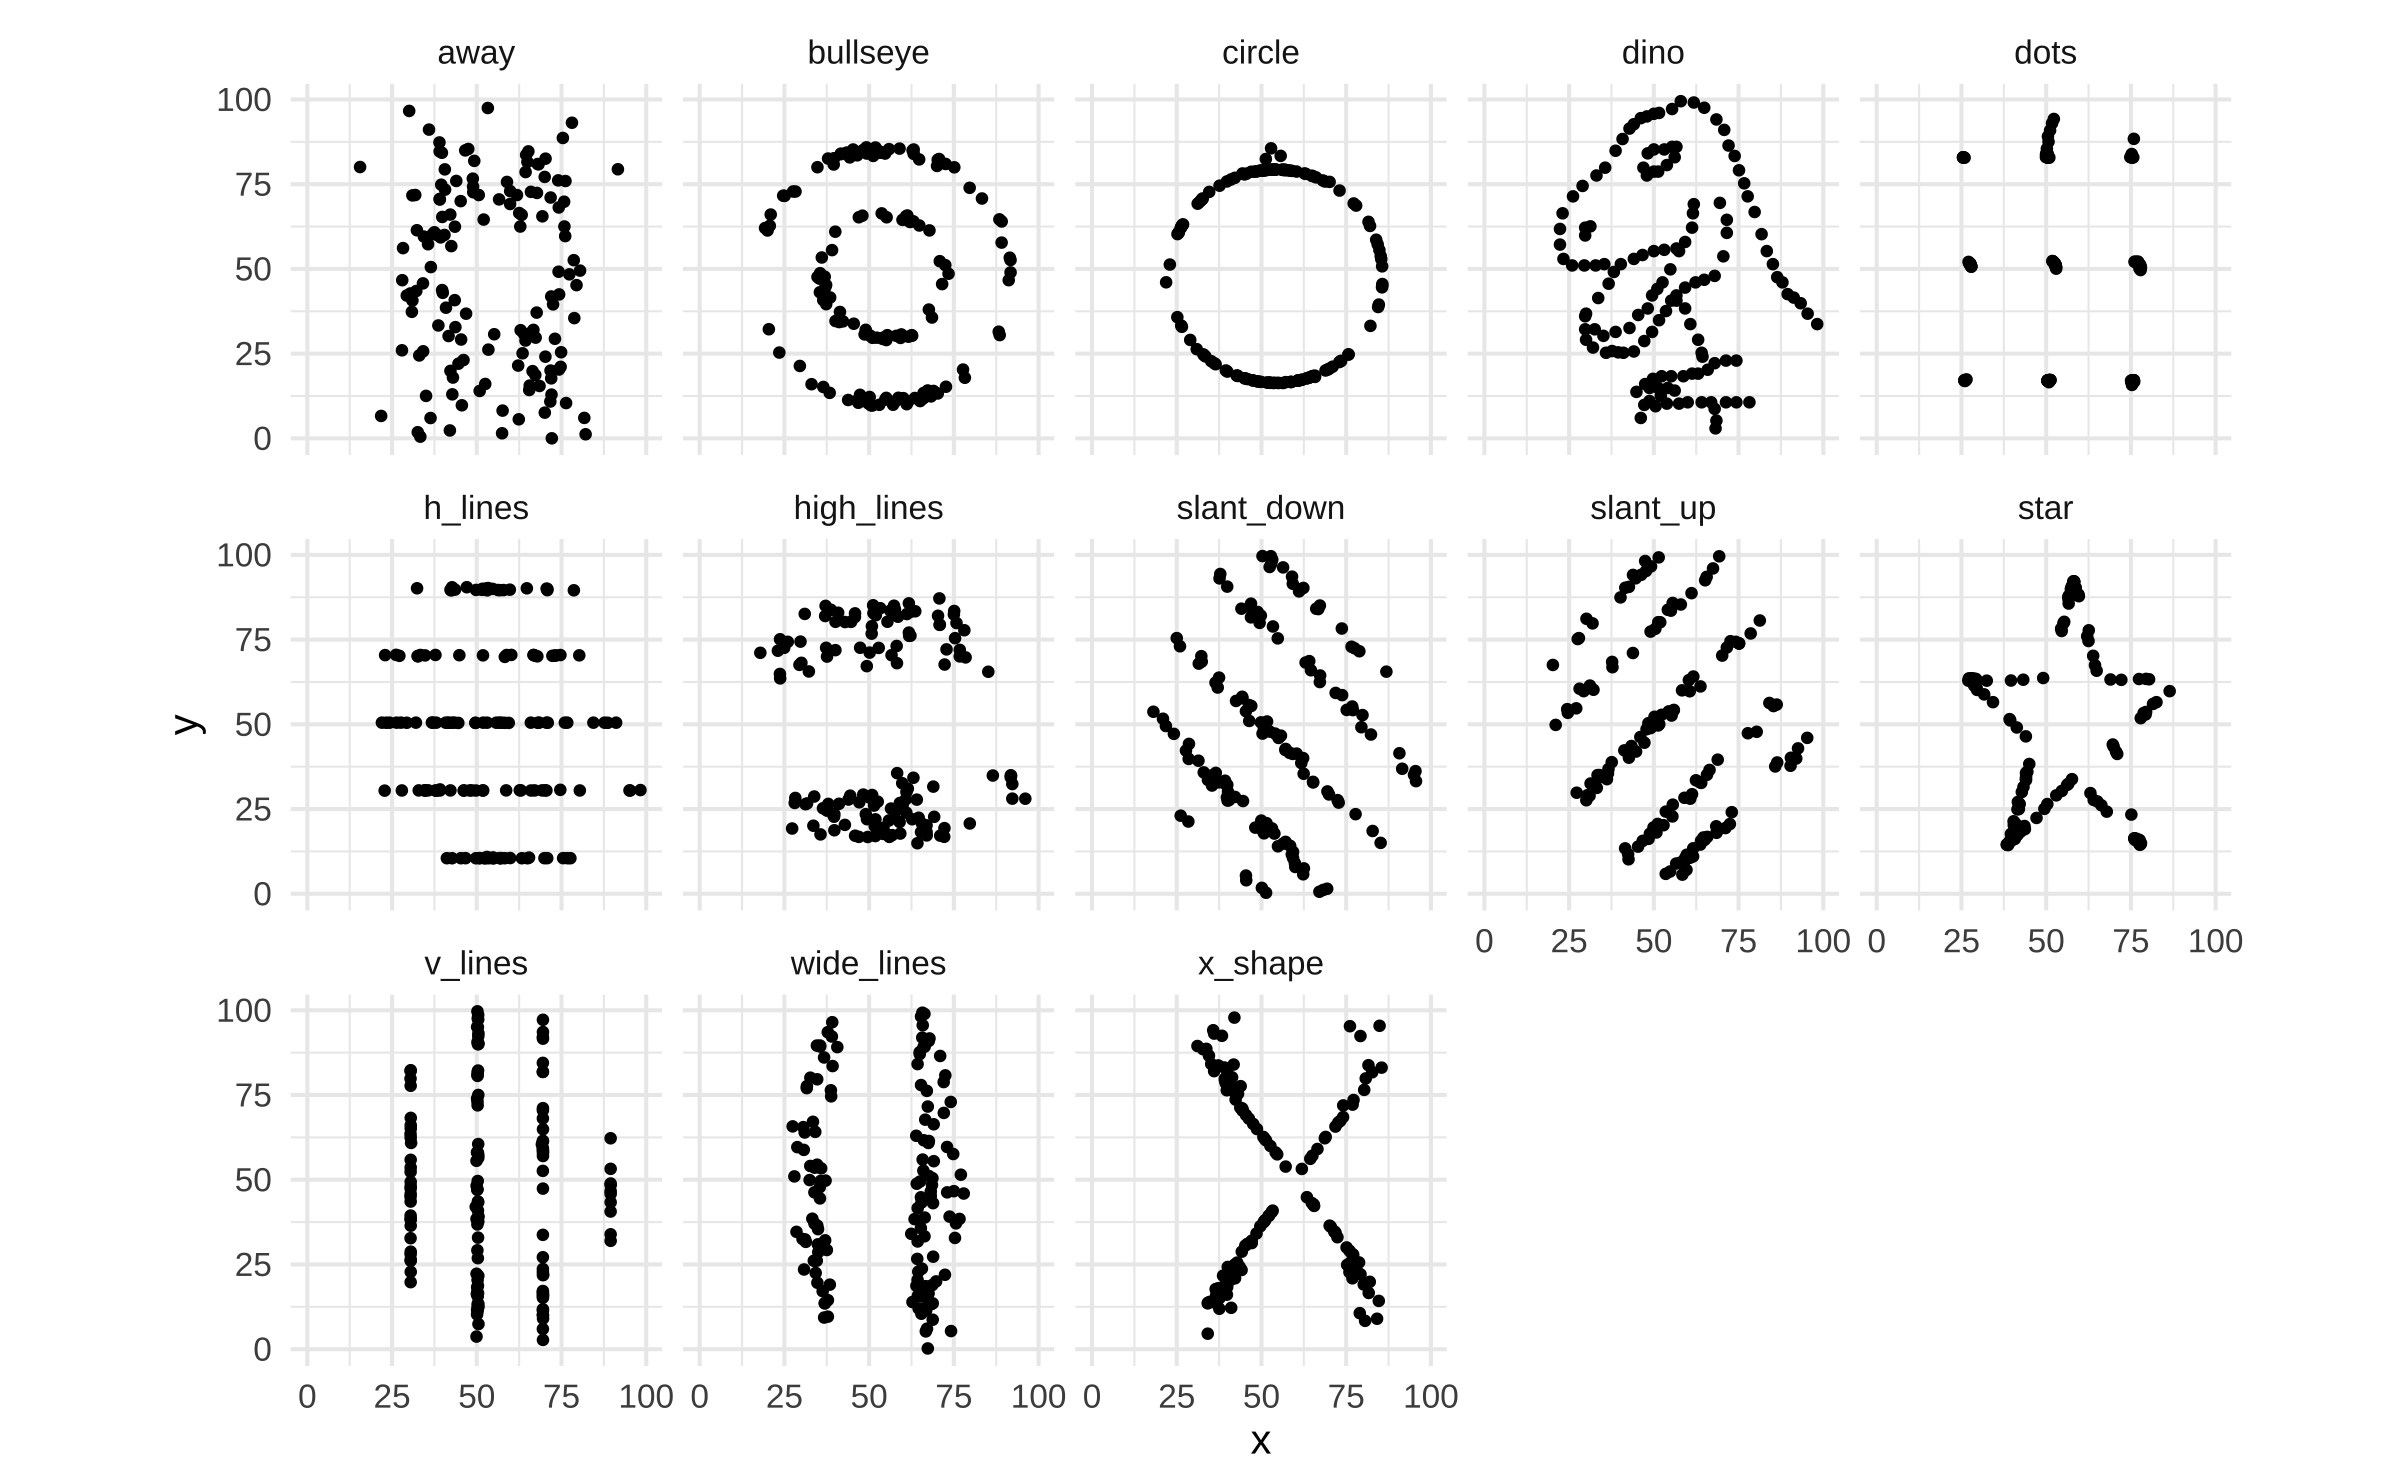 away bullseye circle dino dots
100
75
50
25
0
h_lines high_lines slant_down slant_up star
100
75
50
25
0
0 25 50 75 100 0 25 50 75 100
v_lines wide_lines x_shape
100
75
50
25
0
0 25 50 75 100 0 25 50 75 100 0 25 50 75 100
x
y